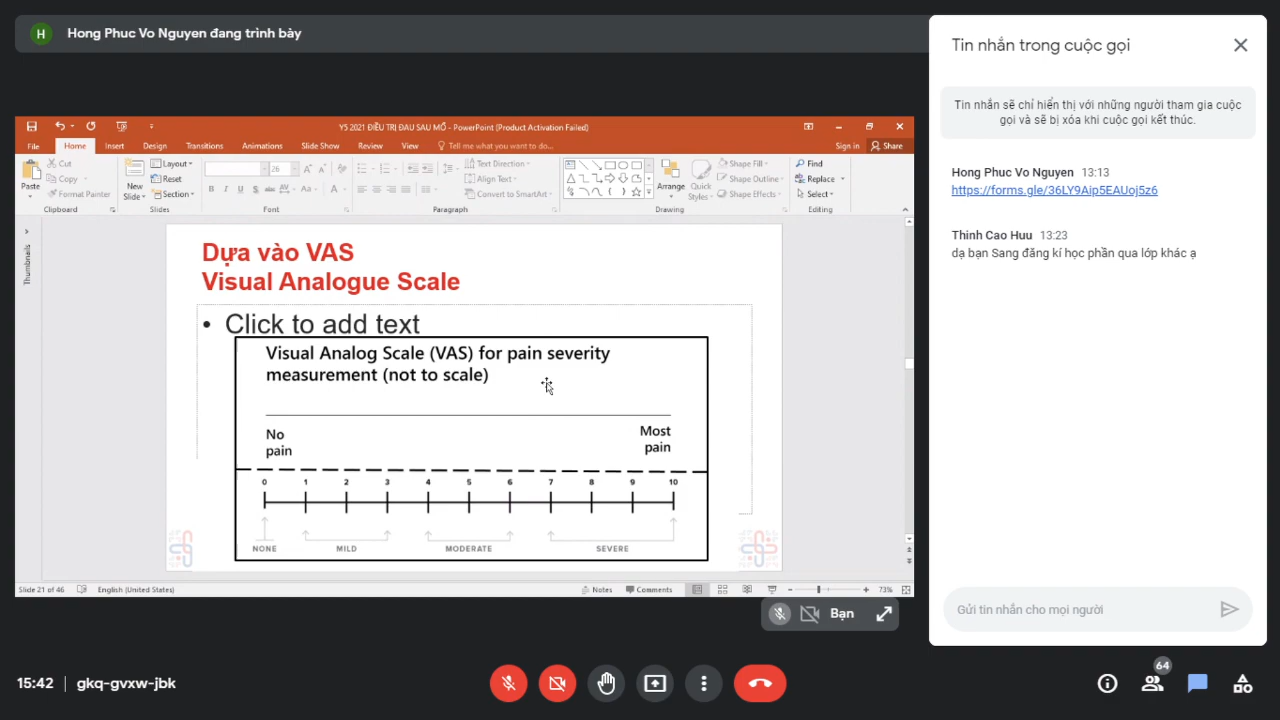 H
Hong Phuc Vo Nguyen đang trình bày
Y5 2021 ĐIỀU TRỊ ĐAU SAU MỔ - PowerPoint (Product Activation Failed)
File Home Insert Design Transitions Animations Slide Show Review View Tell me what you want to do... Sign in Share
Paste
Cut
Copy
Format Painter
Clipboard
New
Slide
Layout
Reset
Section
Slides
26
Font
Paragraph
Text Direction
Align Text
Convert to SmartArt
Arrange
Quick
Styles
Shape Fill
Shape Outline
Shape Effects
Drawing
Find
Replace
Select
Editing
Thumbnails
Dựa vào VAS
Visual Analogue Scale
• Click to add text
Visual Analog Scale (VAS) for pain severity
measurement (not to scale)
No
pain
Most
pain
0 1 2 3 4 5 6 7 8 9 10
NONE MILD MODERATE SEVERE
Slide 21 of 46 English (United States) Notes Comments 73%
Bạn
15:42 | gkq-gvxw-jbk
Tin nhắn trong cuộc gọi
Tin nhắn sẽ chỉ hiển thị với những người tham gia cuộc
gọi và sẽ bị xóa khi cuộc gọi kết thúc.
Hong Phuc Vo Nguyen 13:13
https://forms.gle/36LY9Aip5EAUoj5z6
Thinh Cao Huu 13:23
dạ bạn Sang đăng kí học phần qua lớp khác ạ
Gửi tin nhắn cho mọi người
64